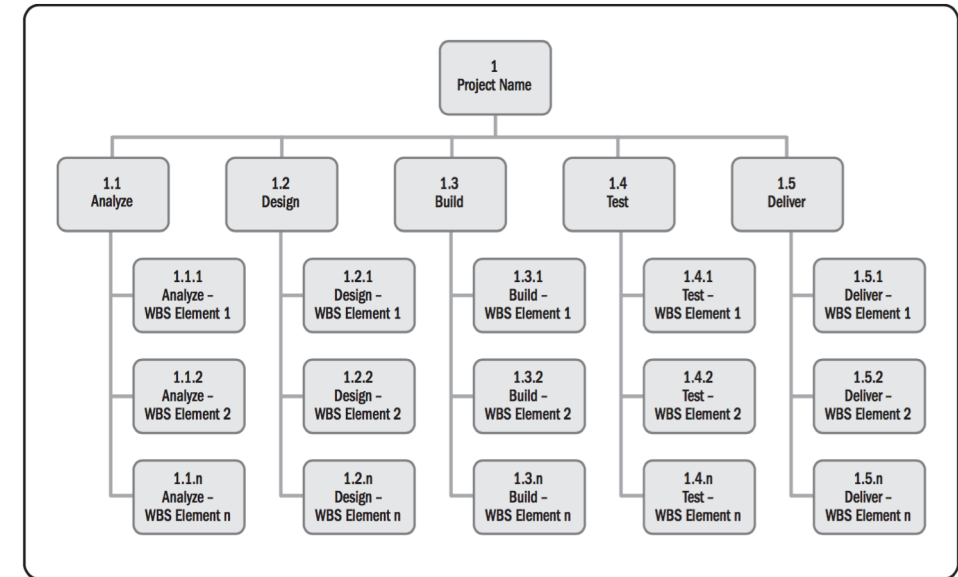 1
Project Name
1.1
Analyze
1.2
Design
1.3
Build
1.4
Test
1.5
Deliver
1.1.1
Analyze –
WBS Element 1
1.2.1
Design –
WBS Element 1
1.3.1
Build –
WBS Element 1
1.4.1
Test –
WBS Element 1
1.5.1
Deliver –
WBS Element 1
1.1.2
Analyze –
WBS Element 2
1.2.2
Design –
WBS Element 2
1.3.2
Build –
WBS Element 2
1.4.2
Test –
WBS Element 2
1.5.2
Deliver –
WBS Element 2
1.1.n
Analyze –
WBS Element n
1.2.n
Design –
WBS Element n
1.3.n
Build –
WBS Element n
1.4.n
Test –
WBS Element n
1.5.n
Deliver –
WBS Element n